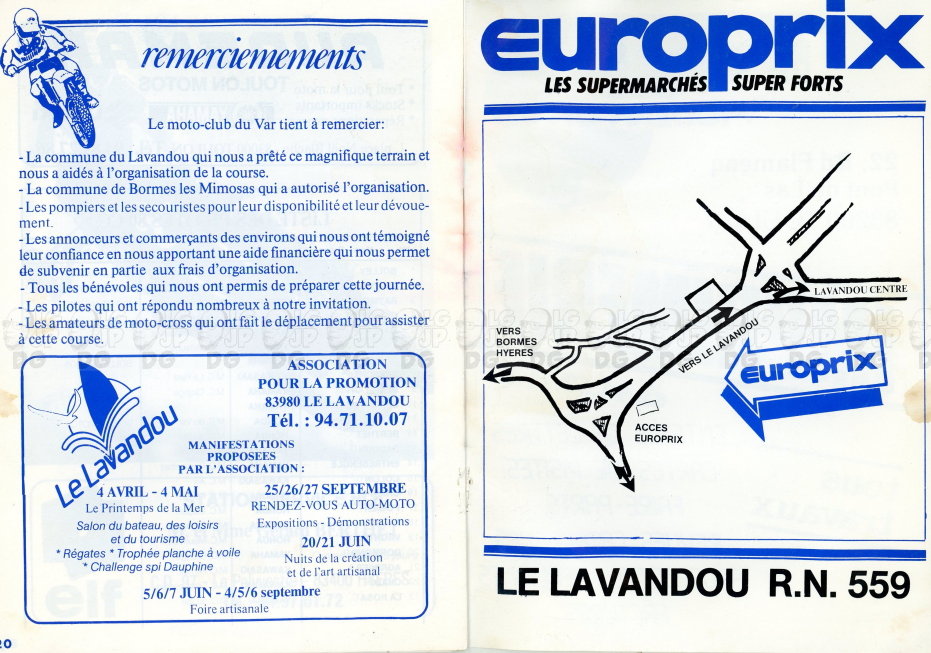 remerciements
Le moto-club du Var tient à remercier:
- La commune du Lavandou qui nous a prêté ce magnifique terrain et
nous a aidés à l'organisation de la course.
- La commune de Bormes les Mimosas qui a autorisé l'organisation.
- Les pompiers et les secouristes pour leur disponibilité et leur dévoue-
ment.
- Les annonceurs et commerçants des environs qui nous ont témoigné
leur confiance en nous apportant une aide financière qui nous permet
de subvenir en partie aux frais d'organisation.
- Tous les bénévoles qui nous ont permis de préparer cette journée.
- Les pilotes qui ont répondu nombreux à notre invitation.
- Les amateurs de moto-cross qui ont fait le déplacement pour assister
à cette course.
Le Lavandou
ASSOCIATION
POUR LA PROMOTION
83980 LE LAVANDOU
Tél. : 94.71.10.07
MANIFESTATIONS
PROPOSEES
PAR L'ASSOCIATION :
4 AVRIL - 4 MAI
Le Printemps de la Mer
Salon du bateau, des loisirs
et du tourisme
* Régates * Trophée planche à voile
* Challenge spi Dauphine
25/26/27 SEPTEMBRE
RENDEZ-VOUS AUTO-MOTO
Expositions - Démonstrations
20/21 JUIN
Nuits de la création
et de l'art artisanal
5/6/7 JUIN - 4/5/6 septembre
Foire artisanale
20
europrix
LES SUPERMARCHÉS SUPER FORTS
LAVANDOU CENTRE
VERS
BORMES
HYERES
VERS LE LAVANDOU
europrix
ACCES
EUROPRIX
LE LAVANDOU R.N. 559